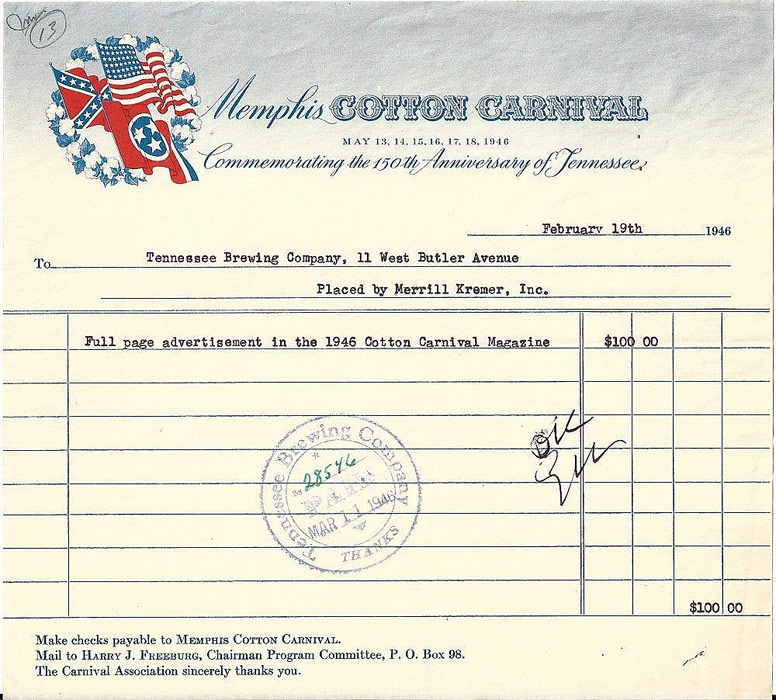 13
Memphis COTTON CARNIVAL
MAY 13, 14, 15, 16, 17, 18, 1946
Commemorating the 150th Anniversary of Tennessee
February 19th 1946
To Tennessee Brewing Company, 11 West Butler Avenue
Placed by Merrill Kremer, Inc.
Full page advertisement in the 1946 Cotton Carnival Magazine $100 00
OK
Tennessee Brewing Company
28546
MAR 11 1946
THANKS
$100 00
Make checks payable to MEMPHIS COTTON CARNIVAL.
Mail to HARRY J. FREEBURG, Chairman Program Committee, P. O. Box 98.
The Carnival Association sincerely thanks you.